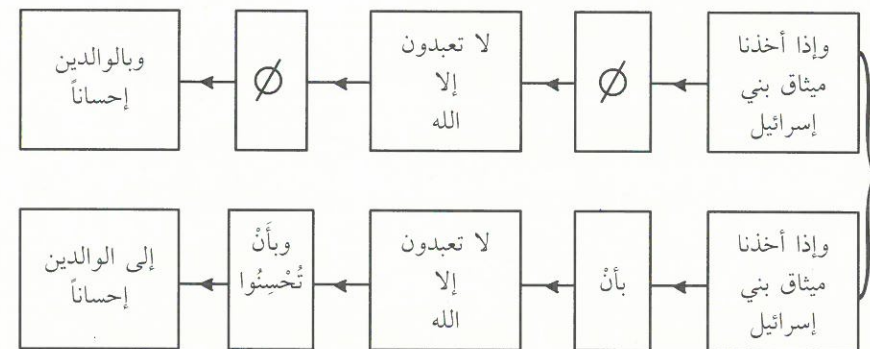 وإذا أخذنا
ميثاق بني
إسرائيل
∅
لا تعبدون
إلا
الله
∅
وبالوالدين
إحساناً
وإذا أخذنا
ميثاق بني
إسرائيل
بأنْ
لا تعبدون
إلا
الله
وبأَنْ
تُحْسِنُوا
إلى الوالدين
إحساناً